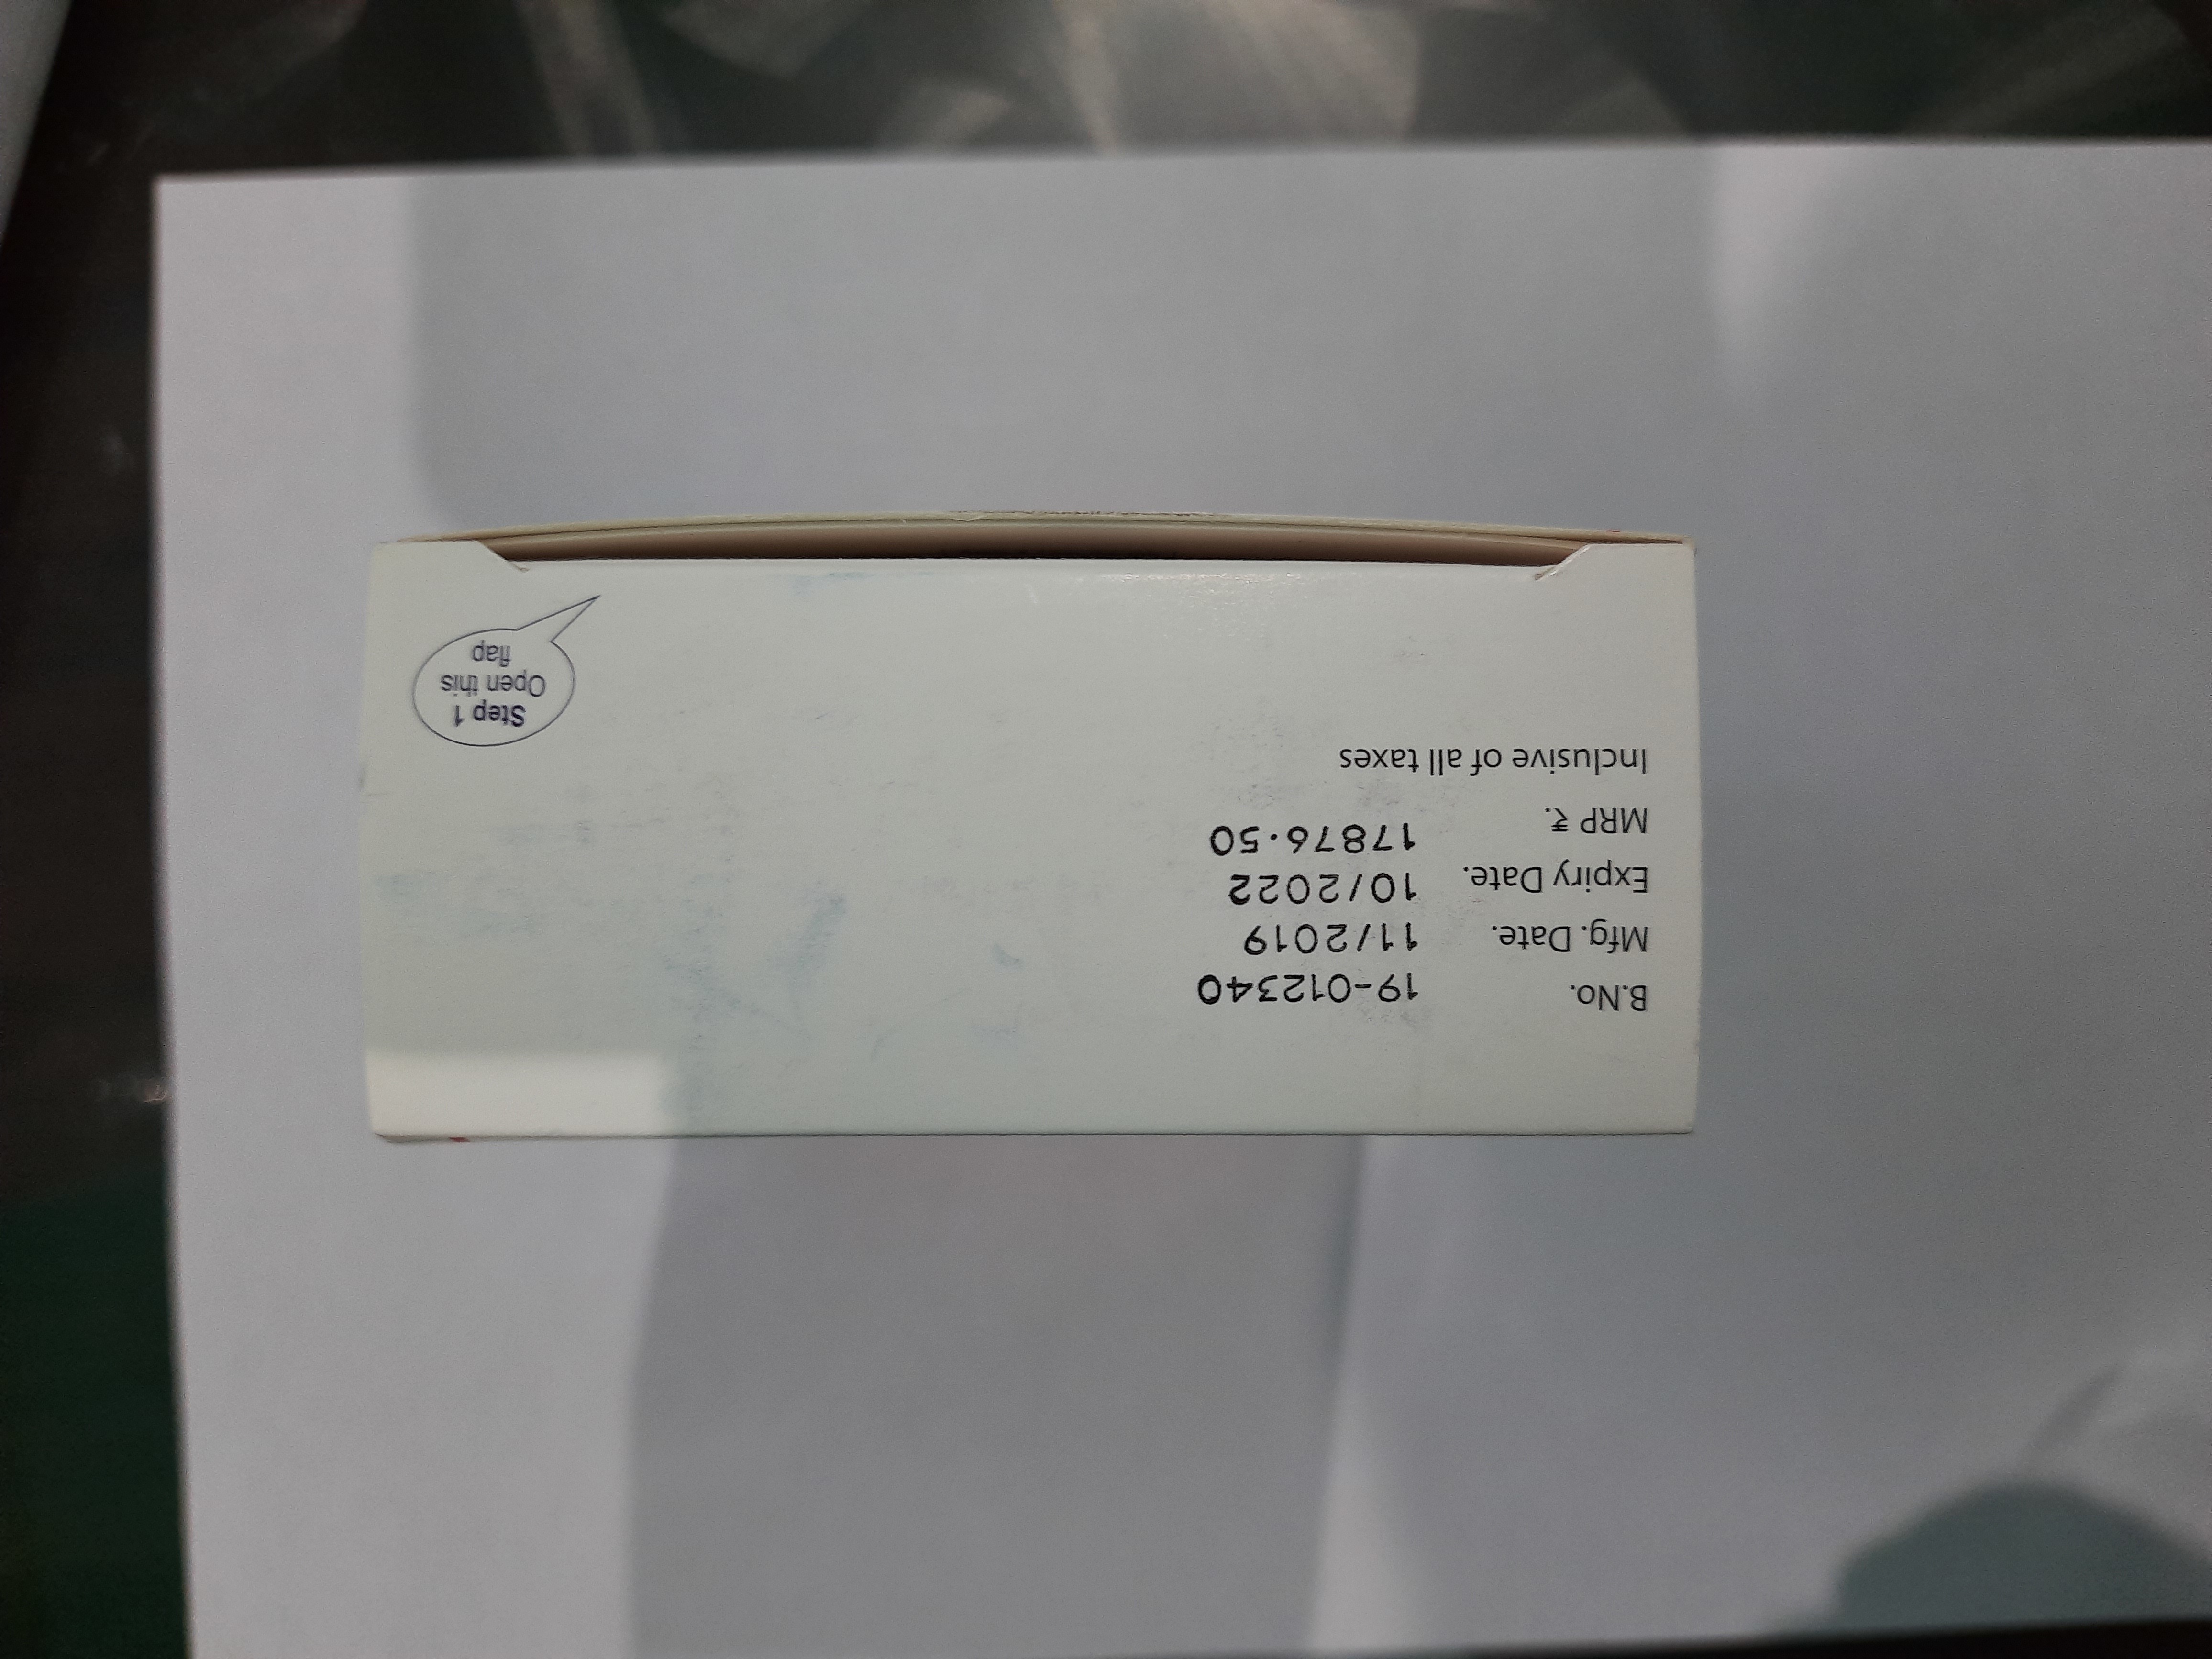 B.No. 19-012340
Mfg. Date. 11/2019
Expiry Date. 10/2022
MRP ₹. 17876.50
Inclusive of all taxes
Step 1
Open this
flap